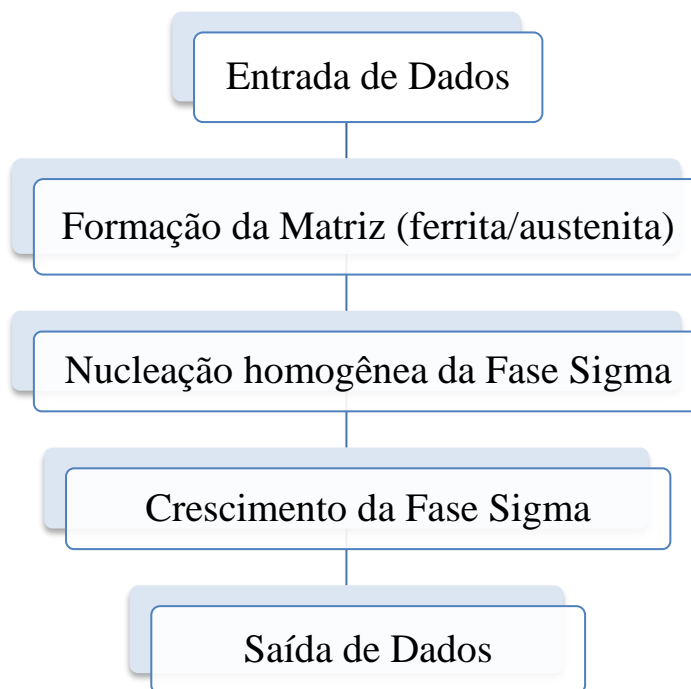 Entrada de Dados
Formação da Matriz (ferrita/austenita)
Nucleação homogênea da Fase Sigma
Crescimento da Fase Sigma
Saída de Dados